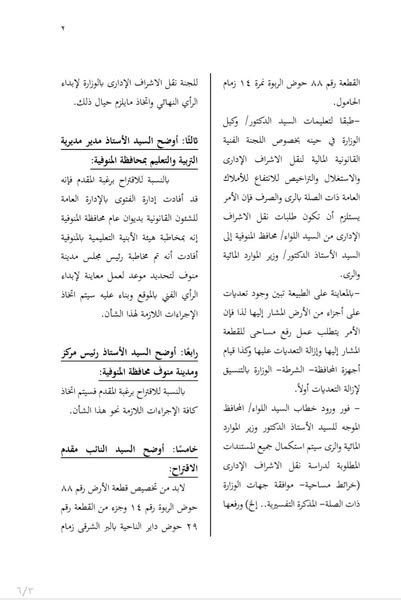 ٢
القطعة رقم ٨٨ حوض الربوة نمرة ١٤ زمام
الحامول.
–طبقا لتعليمات السيد الدكتور/ وكيل
الوزارة في حينه بخصوص اللجنة الفنية
القانونية المالية لنقل الاشراف الإدارى
والاستغلال والتراخيص للانتفاع للأملاك
العامة ذات الصلة بالرى والصرف فإن الأمر
يستلزم أن تكون طلبات نقل الاشراف
الإدارى من السيد اللواء/ محافظ المنوفية إلى
السيد الأستاذ الدكتور/ وزير الموارد المائية
والرى.
–بالمعاينة على الطبيعة تبين وجود تعديات
على أجزاء من الأرض المشار إليها لذا فإن
الأمر يتطلب عمل رفع مساحى للقطعة
المشار إليها وإزالة التعديات عليها وكذا قيام
أجهزة المحافظة– الشرطة– الوزارة بالتنسيق
لإزالة التعديات أولاً.
– فور ورود خطاب السيد اللواء/ المحافظ
الموجه للسيد الأستاذ الدكتور وزير الموارد
المائية والرى سيتم استكمال جميع المستندات
المطلوبة لدراسة نقل الاشراف الإدارى
(خرائط مساحية– موافقة جهات الوزارة
ذات الصلة– المذكرة التفسيرية.. إلخ) ورفعها
للجنة نقل الاشراف الإدارى بالوزارة لإبداء
الرأي النهائي واتخاذ مايلزم حيال ذلك.
ثالثًا: أوضح السيد الأستاذ مدير مديرية
التربية والتعليم بمحافظة المنوفية:
بالنسبة للاقتراح برغبة المقدم فإنه
قد أفادت إدارة الفتوى بالإدارة العامة
للشئون القانونية بديوان عام محافظة المنوفية
إنه بمخاطبة هيئة الأبنية التعليمية بالمنوفية
أفادت أنه تم مخاطبة رئيس مجلس مدينة
منوف لتحديد موعد لعمل معاينة لإبداء
الرأي الفني بالموقع وبناء عليه سيتم اتخاذ
الإجراءات اللازمة لهذا الشأن.
رابعًا: أوضح السيد الأستاذ رئيس مركز
ومدينة منوف محافظة المنوفية:
بالنسبة للاقتراح برغبة المقدم فسيتم اتخاذ
كافة الإجراءات اللازمة نحو هذا الشأن.
خامسًا: أوضح السيد النائب مقدم
الاقتراح:
لابد من تخصيص قطعة الأرض رقم ٨٨
حوض الربوة رقم ١٤ وجزء من القطعة رقم
٢٩ حوض داير الناحية بالبر الشرقى زمام
٦/٣